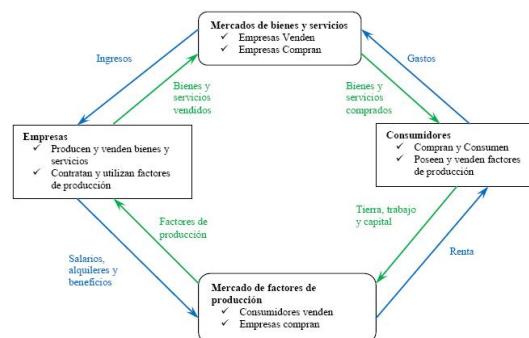 Mercados de bienes y servicios
✓ Empresas Venden
✓ Empresas Compran
Ingresos
Gastos
Bienes y
servicios
vendidos
Bienes y
servicios
comprados
Empresas
✓ Producen y venden bienes y
servicios
✓ Contratan y utilizan factores
de producción
Consumidores
✓ Compran y Consumen
✓ Poseen y venden factores
de producción
Factores de
producción
Tierra, trabajo
y capital
Salarios,
alquileres y
beneficios
Renta
Mercado de factores de
producción
✓ Consumidores venden
✓ Empresas compran